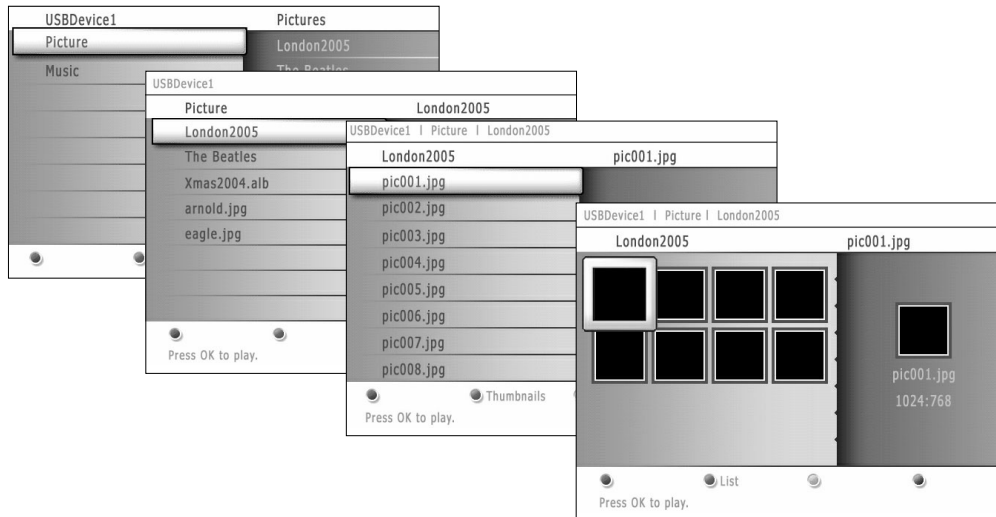 USBDevice1 Pictures
Picture London2005
Music The Beatles
USBDevice1
Picture London2005
London2005
The Beatles
Xmas2004.alb
arnold.jpg
eagle.jpg
Press OK to play.
USBDevice1 | Picture | London2005
London2005 pic001.jpg
pic001.jpg
pic002.jpg
pic003.jpg
pic004.jpg
pic005.jpg
pic006.jpg
pic007.jpg
pic008.jpg
Thumbnails
Press OK to play.
USBDevice1 | Picture | London2005
London2005 pic001.jpg
pic001.jpg
1024:768
List
Press OK to play.